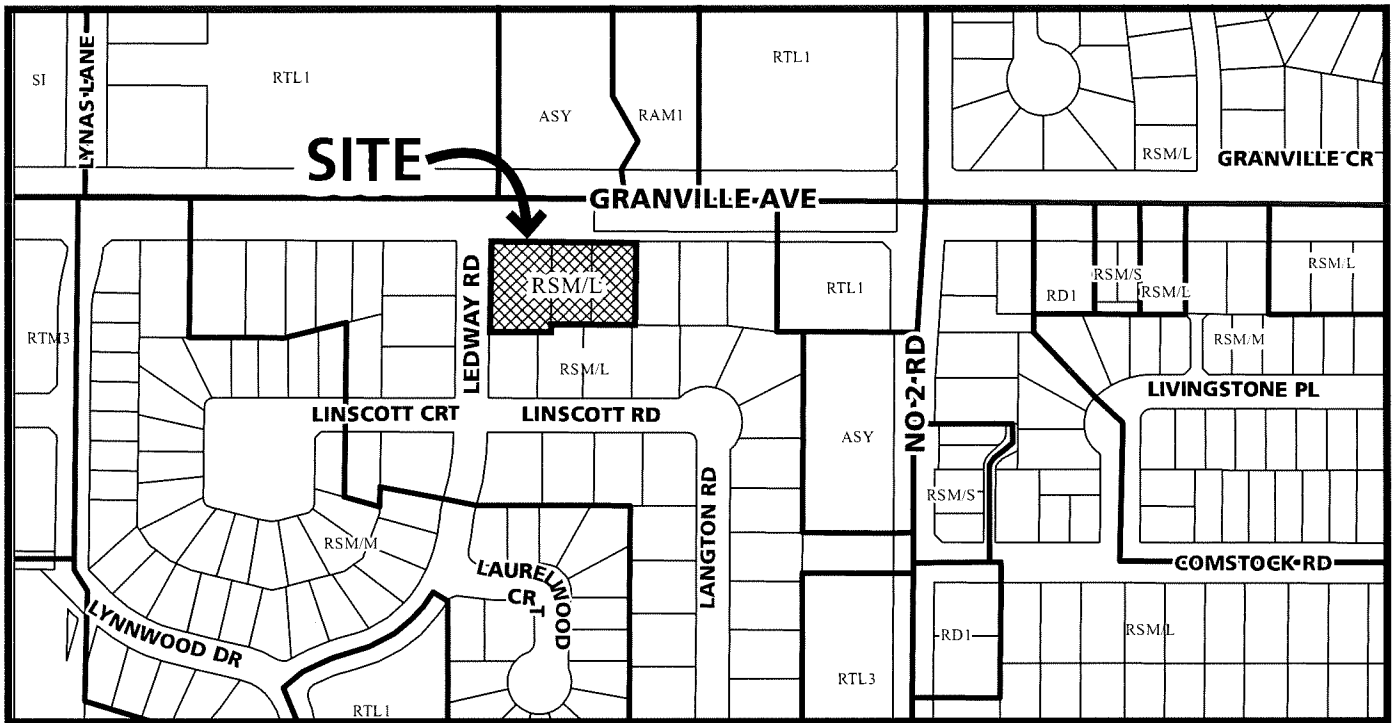 SI
LYNAS LANE
RTL1
ASY
RAM1
RTL1
RSM/L
GRANVILLE CR
SITE
GRANVILLE AVE
RTM3
LEDWAY RD
RSM/L
RTL1
RD1
RSM/S
RSM/L
RSM/L
RSM/L
NO 2 RD
RSM/M
LIVINGSTONE PL
LINSCOTT CRT
LINSCOTT RD
ASY
LANGTON RD
RSM/S
RSM/M
LAURELWOOD
CRT
COMSTOCK RD
LYNNWOOD DR
RD1
RSM/L
RTL3
RTL1